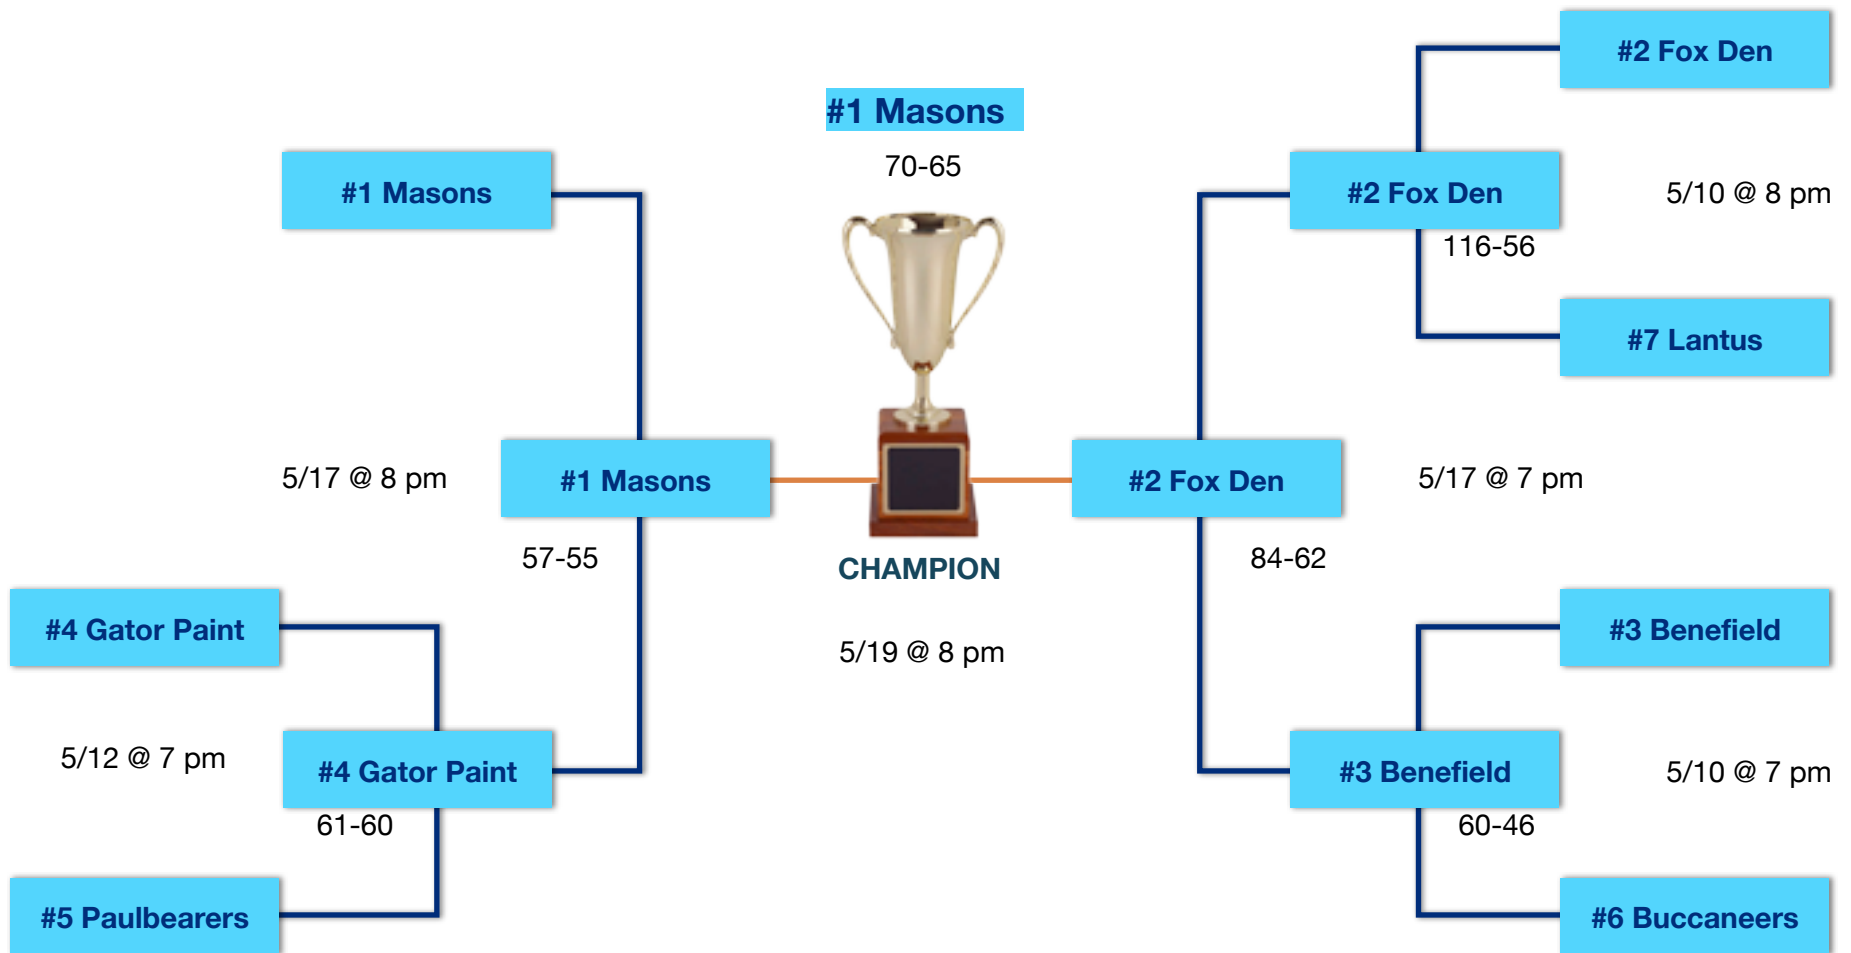 #2 Fox Den
#1 Masons
70-65
#1 Masons
#2 Fox Den
5/10 @ 8 pm
116-56
#7 Lantus
5/17 @ 8 pm
#1 Masons
#2 Fox Den
5/17 @ 7 pm
57-55
CHAMPION
84-62
#4 Gator Paint
5/19 @ 8 pm
#3 Benefield
5/12 @ 7 pm
#4 Gator Paint
#3 Benefield
5/10 @ 7 pm
61-60
60-46
#5 Paulbearers
#6 Buccaneers